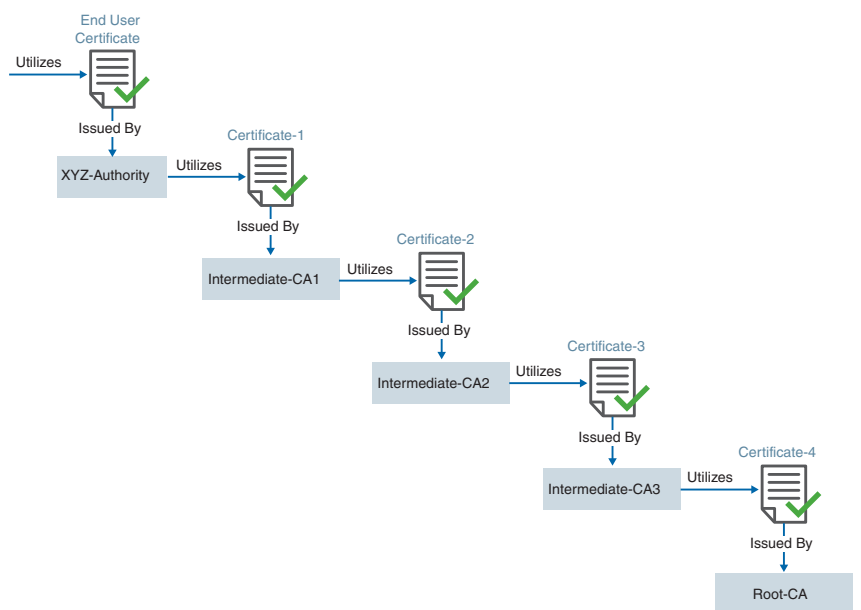 End User
Certificate
Utilizes
Issued By
Certificate-1
XYZ-Authority
Utilizes
Issued By
Certificate-2
Intermediate-CA1
Utilizes
Issued By
Certificate-3
Intermediate-CA2
Utilizes
Issued By
Certificate-4
Intermediate-CA3
Utilizes
Issued By
Root-CA